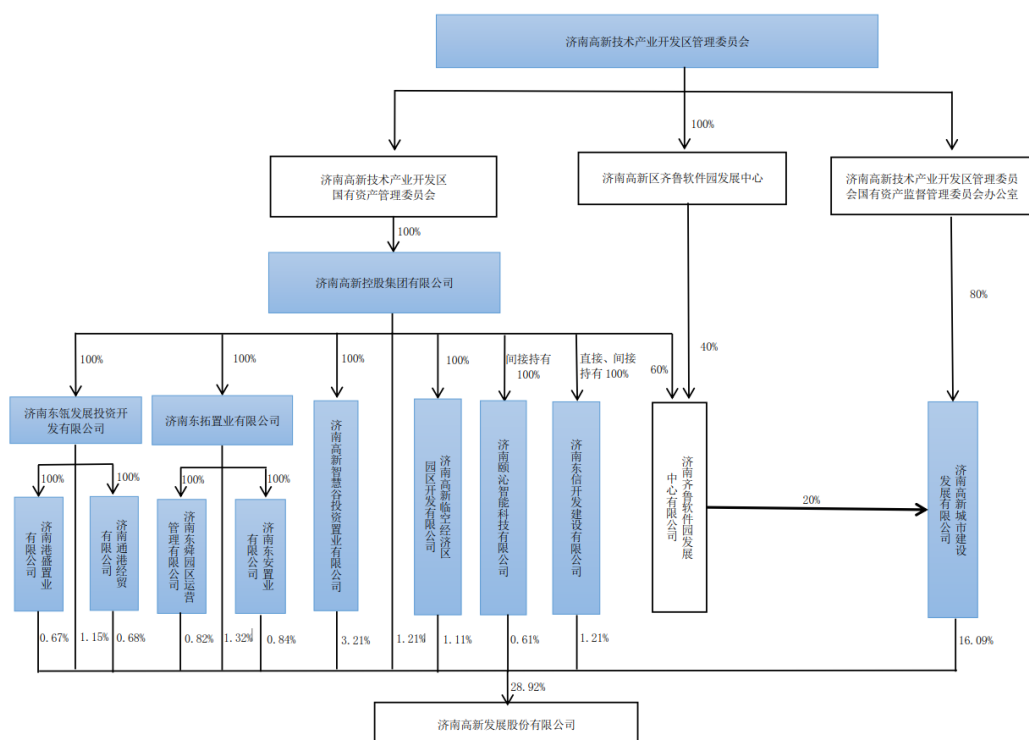 济南高新技术产业开发区管理委员会
100%
济南高新技术产业开发区
国有资产管理委员会
济南高新区齐鲁软件园发展中心
济南高新技术产业开发区管理委员
会国有资产监督管理委员会办公室
100%
济南高新控股集团有限公司
80%
40%
100%
100%
100%
100%
间接持有
100%
直接、间接
持有 100%
60%
济南东瓴发展投资开
发有限公司
济南东拓置业有限公司
济南高新智慧谷投资置业有限公司
济南高新临空经济区
园区开发有限公司
济南颐沁智能科技有限公司
济南东信开发建设有限公司
济南齐鲁软件园发展
中心有限公司
20%
济南高新城市建设
发展有限公司
100%
100%
100%
100%
济南港盛置业
有限公司
济南通港经贸
有限公司
济南东舜园区运营
管理有限公司
济南东安置业
有限公司
0.67%
1.15%
0.68%
0.82%
1.32%
0.84%
3.21%
1.21%
1.11%
0.61%
1.21%
16.09%
28.92%
济南高新发展股份有限公司